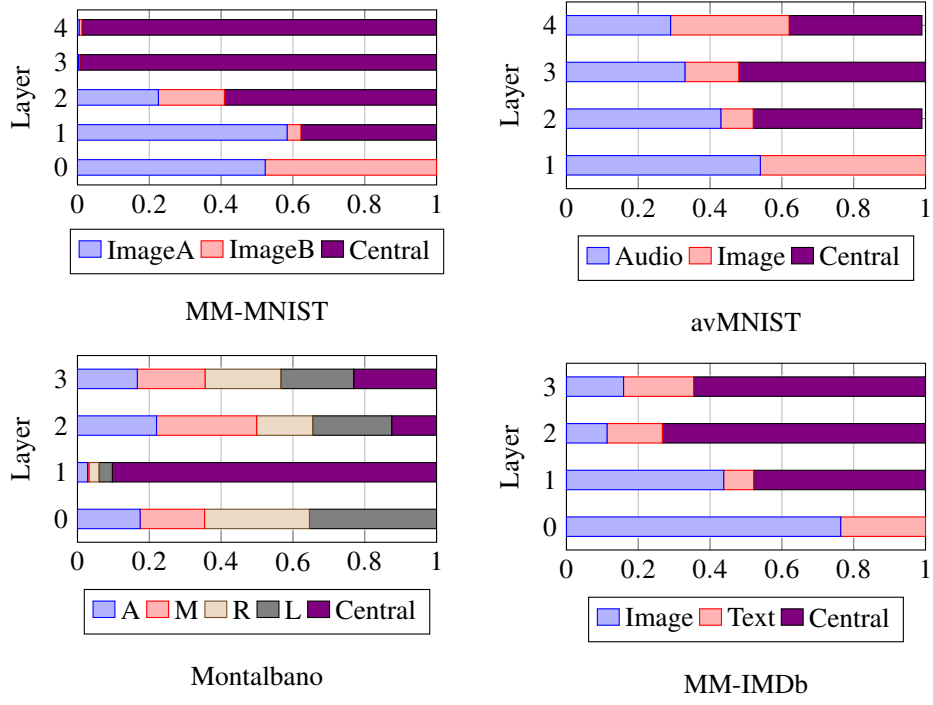 Layer
4
3
2
1
0
0 0.2 0.4 0.6 0.8 1
ImageA ImageB Central
MM-MNIST
Layer
4
3
2
1
0 0.2 0.4 0.6 0.8 1
Audio Image Central
avMNIST
Layer
3
2
1
0
0 0.2 0.4 0.6 0.8 1
A M R L Central
Montalbano
Layer
3
2
1
0
0 0.2 0.4 0.6 0.8 1
Image Text Central
MM-IMDb